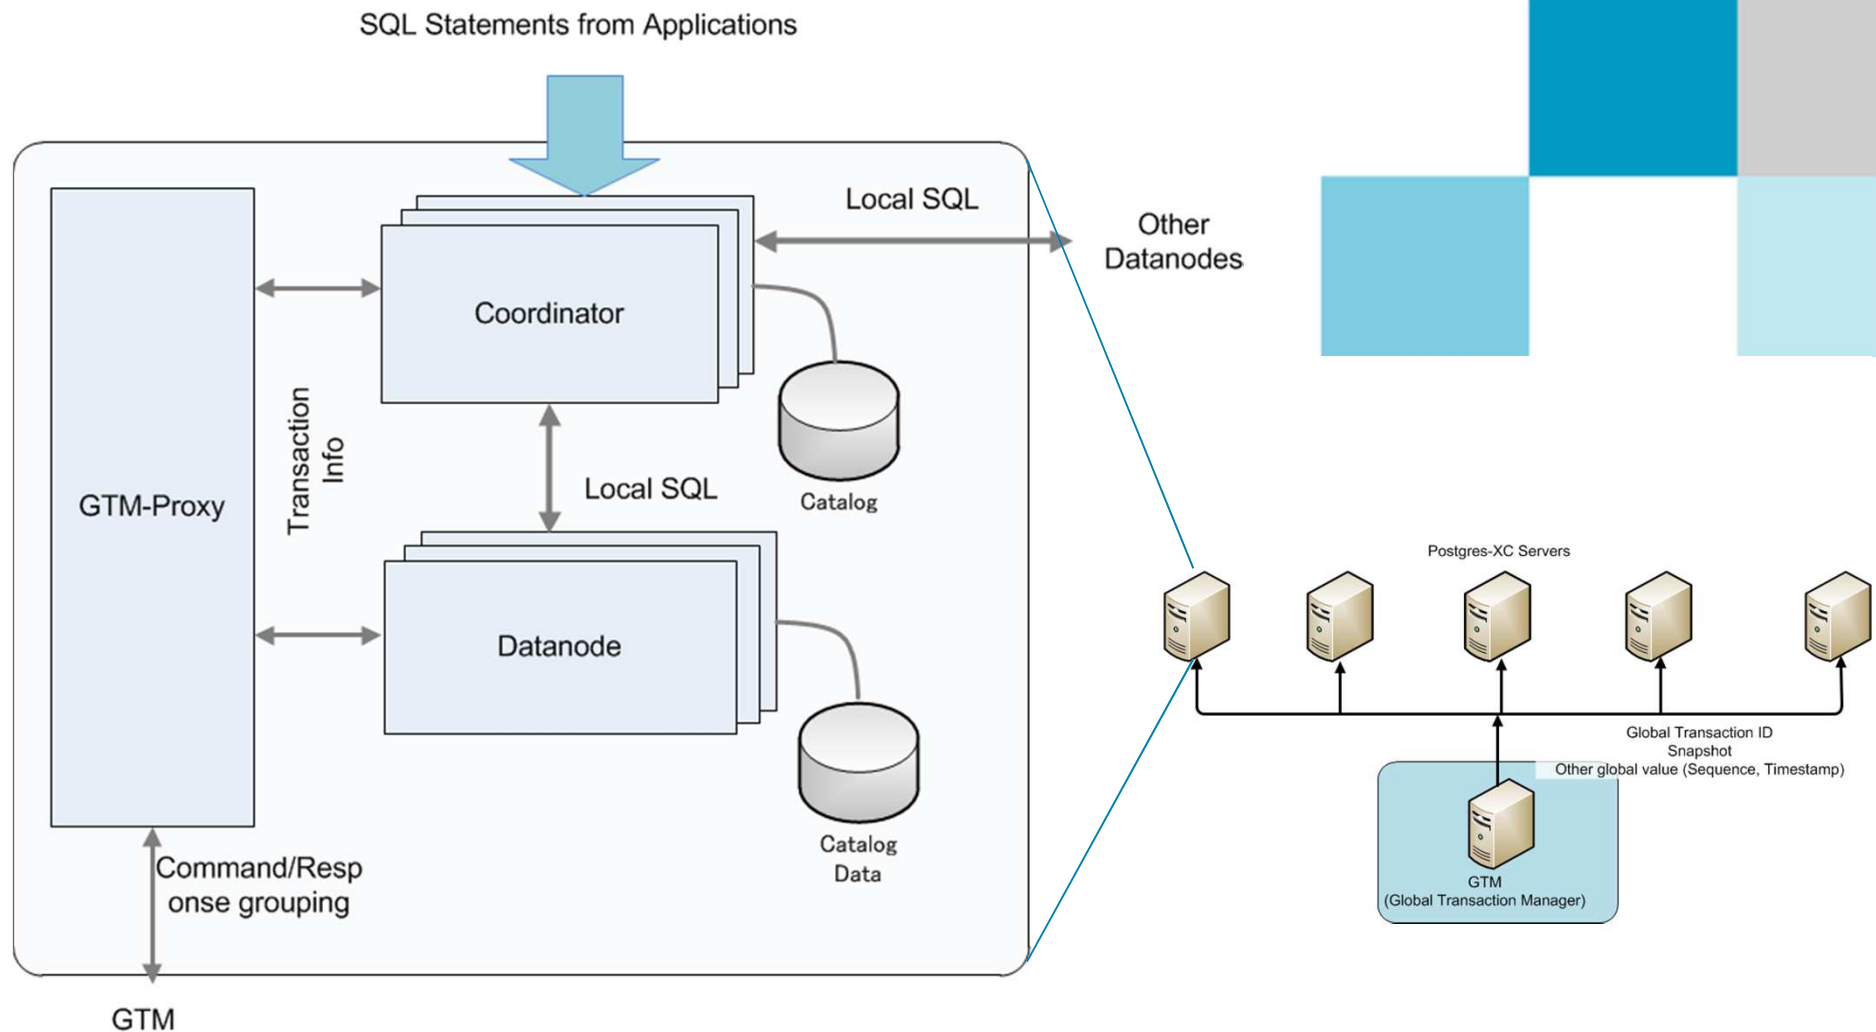 SQL Statements from Applications
Local SQL
Other
Datanodes
Coordinator
Transaction
Info
Catalog
GTM-Proxy
Local SQL
Datanode
Catalog
Data
Command/Resp
onse grouping
GTM
Postgres-XC Servers
Global Transaction ID
Snapshot
Other global value (Sequence, Timestamp)
GTM
(Global Transaction Manager)